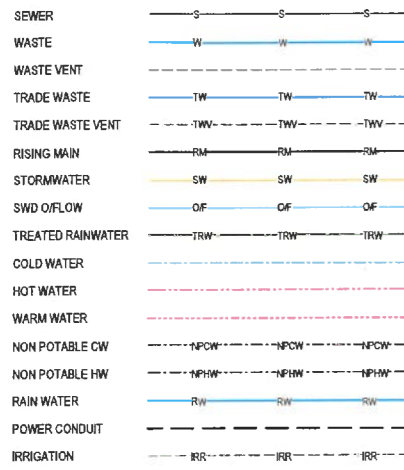 SEWER S S S
WASTE W W W
WASTE VENT
TRADE WASTE TW TW TW
TRADE WASTE VENT TWV TWV TWV
RISING MAIN RM RM RM
STORMWATER SW SW SW
SWD O/FLOW O/F O/F O/F
TREATED RAINWATER TRW TRW TRW
COLD WATER
HOT WATER
WARM WATER
NON POTABLE CW NPCW NPCW NPCW
NON POTABLE HW NPHW NPHW NPHW
RAIN WATER RW RW RW
POWER CONDUIT
IRRIGATION IRR IRR IRR